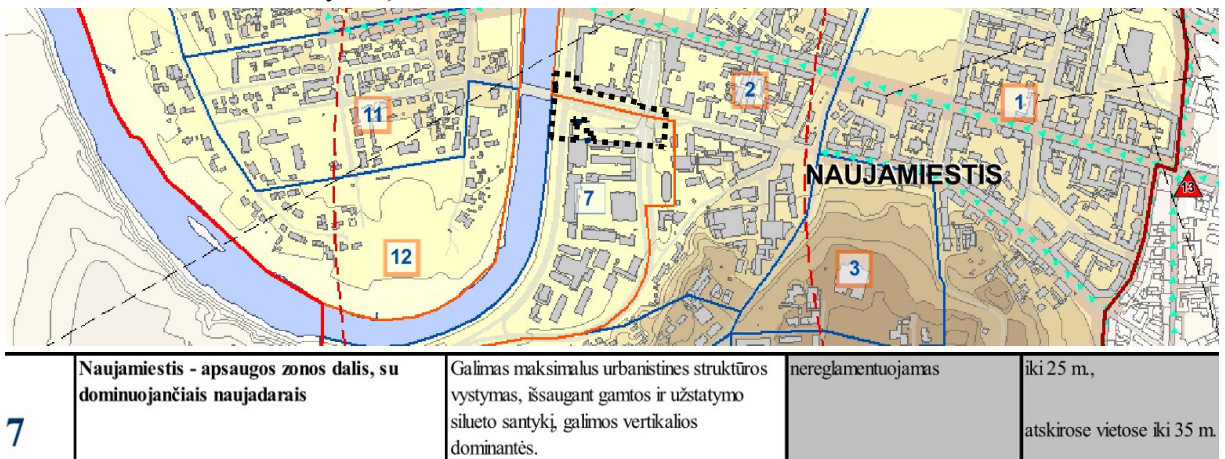 11
2
1
NAUJAMIESTIS
13
7
12
3
7
Naujamiestis - apsaugos zonos dalis, su
dominuojančiais naujadarais
Galimas maksimalus urbanistines struktūros
vystymas, išsaugant gamtos ir užstatymo
silueto santykį, galimos vertikalios
dominantės.
nereglamentuojamas
iki 25 m.,
atskirose vietose iki 35 m.